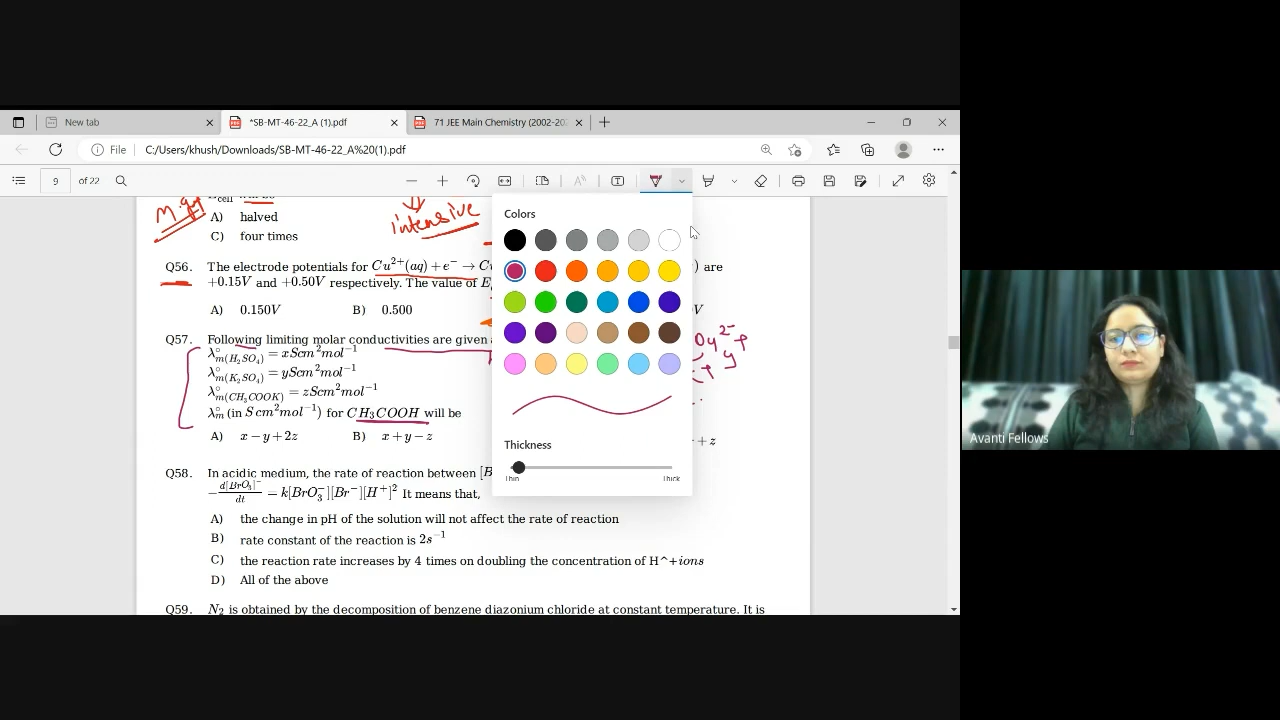 New tab
*SB-MT-46-22_A (1).pdf
71 JEE Main Chemistry (2002-20
File C:/Users/khush/Downloads/SB-MT-46-22_A%20(1).pdf
9 of 22
M.q4
A) halved
intensive
C) four times
Q56. The electrode potentials for Cu²⁺(aq) + e⁻ → C ) are
+0.15V and +0.50V respectively. The value of E
A) 0.150V B) 0.500 V
Q57. Following limiting molar conductivities are given
λ°m(H₂SO₄) = xScm²mol⁻¹
λ°m(K₂SO₄) = yScm²mol⁻¹
λ°m(CH₃COOK) = zScm²mol⁻¹
λ°m (in S cm²mol⁻¹) for CH₃COOH will be
A) x − y + 2z B) x + y − z + z
Q58. In acidic medium, the rate of reaction between [B
−d[BrO₃]⁻/dt = k[BrO₃⁻][Br⁻][H⁺]² It means that,
A) the change in pH of the solution will not affect the rate of reaction
B) rate constant of the reaction is 2s⁻¹
C) the reaction rate increases by 4 times on doubling the concentration of H^+ions
D) All of the above
Q59. N₂ is obtained by the decomposition of benzene diazonium chloride at constant temperature. It is
Colors
Thickness
Thin Thick
Avanti Fellows